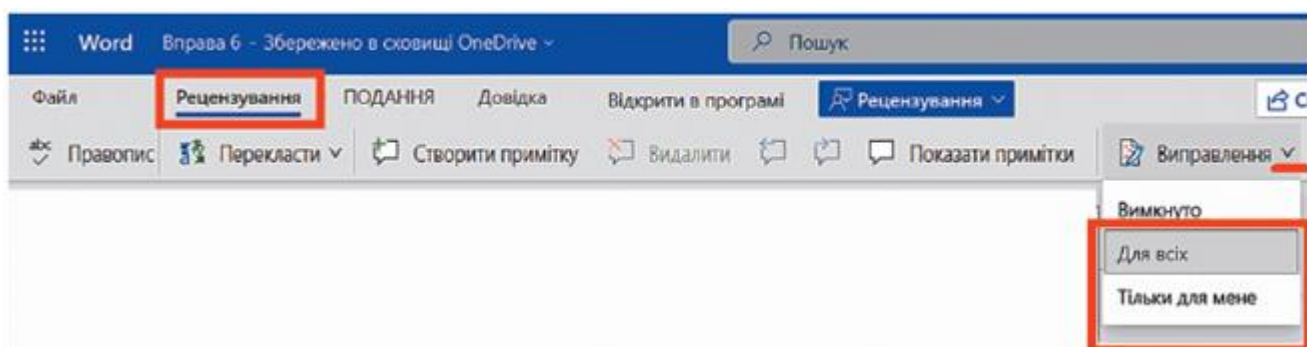 Word Вправа 6 - Збережено в сховищі OneDrive Пошук
Файл Рецензування ПОДАННЯ Довідка Відкрити в програмі Рецензування
abc Правопис Перекласти Створити примітку Видалити Показати примітки Виправлення
Вимкнуто
Для всіх
Тільки для мене